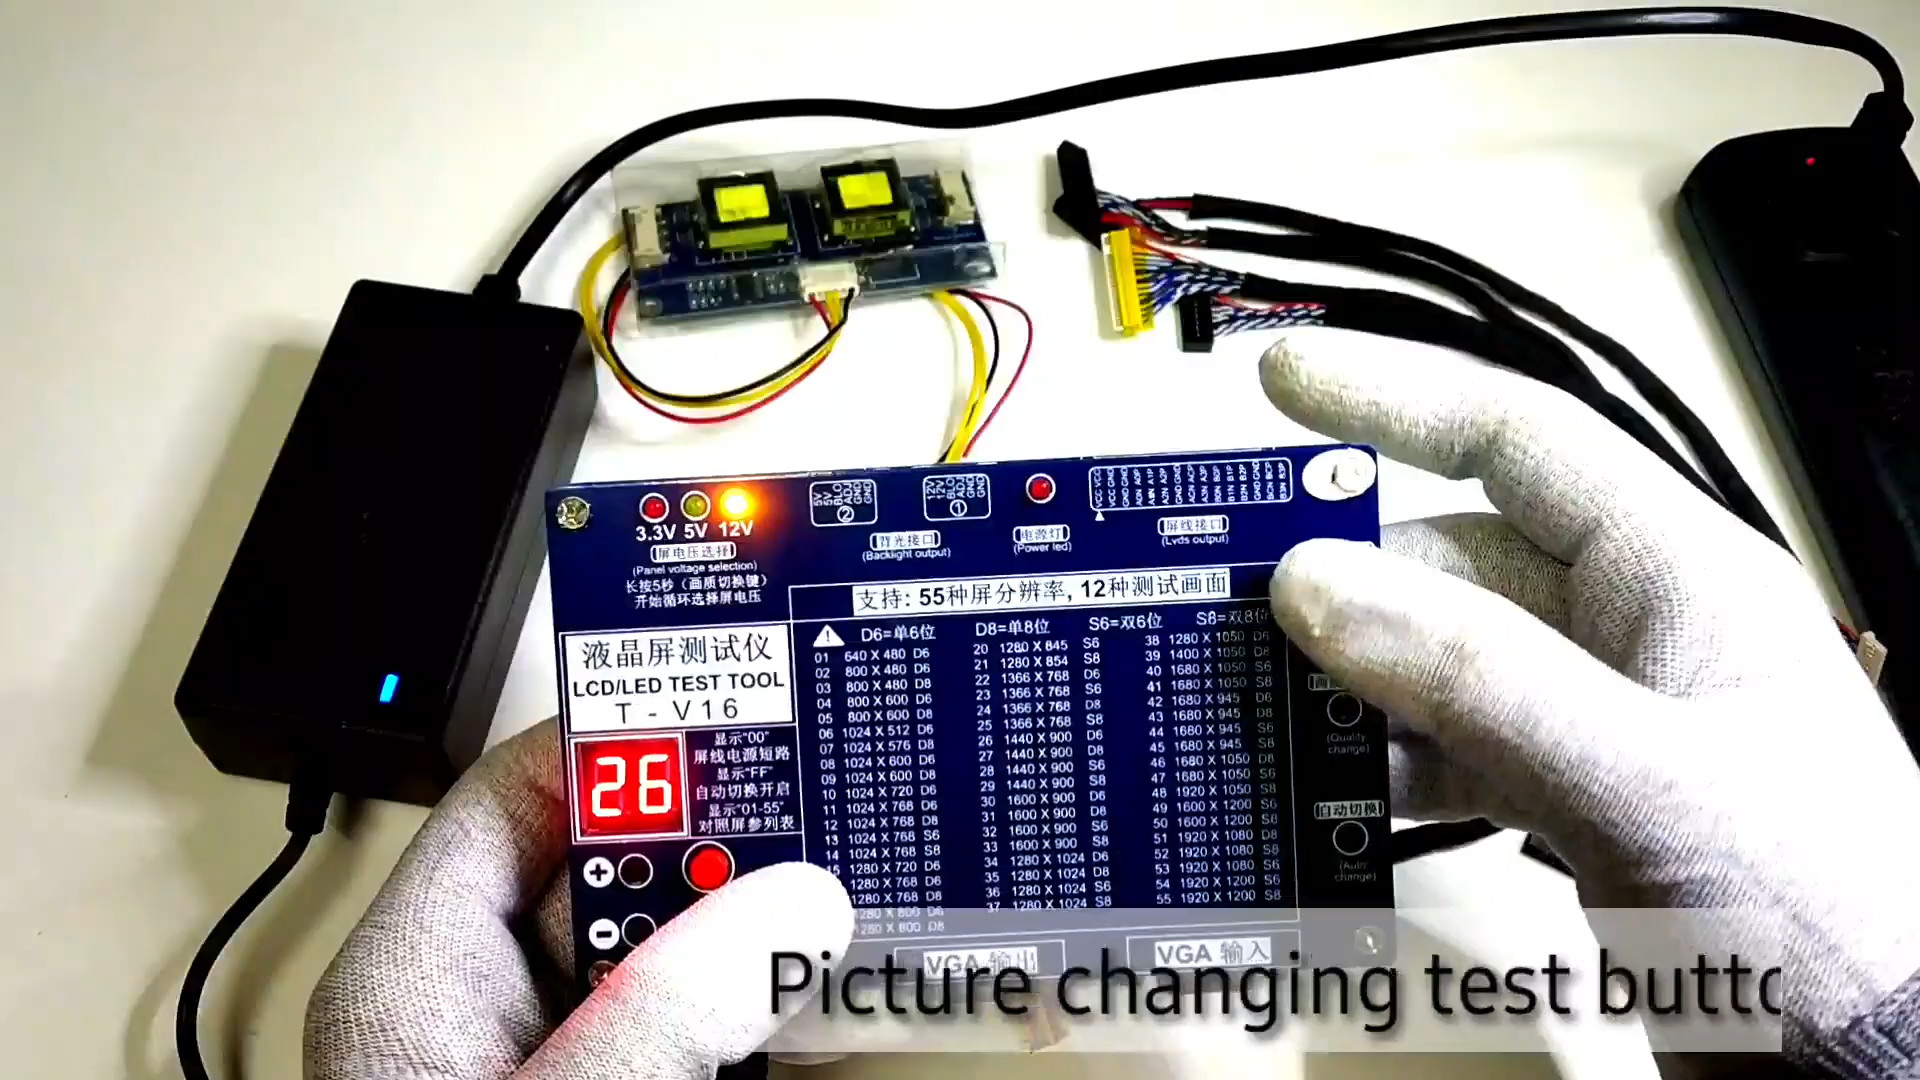 3.3V 5V 12V
屏电压选择
(Panel voltage selection)
长按5秒（画质切换键）
开始循环选择屏电压
5V
5V
BLO
ADJ
GND
GND
②
12V
12V
BLO
ADJ
GND
GND
①
背光接口
(Backlight output)
电源灯
(Power led)
屏线接口
(Lvds output)
支持: 55种屏分辨率, 12种测试画面
液晶屏测试仪
LCD/LED TEST TOOL
T - V16
26
显示"00"
屏线电源短路
显示"FF"
自动切换开启
显示"01-55"
对照屏参列表
D6=单6位 D8=单8位 S6=双6位 S8=双8位
01 640 X 480 D6
02 800 X 480 D6
03 800 X 480 D8
04 800 X 600 D6
05 800 X 600 D8
06 1024 X 512 D6
07 1024 X 576 D8
08 1024 X 600 D6
09 1024 X 600 D8
10 1024 X 720 D6
11 1024 X 768 D6
12 1024 X 768 D8
13 1024 X 768 S6
14 1024 X 768 S8
15 1280 X 720 D6
1280 X 768 D6
1280 X 768 D8
1280 X 800 D6
1280 X 800 D8
20 1280 X 845 S6
21 1280 X 854 S8
22 1366 X 768 D6
23 1366 X 768 S6
24 1366 X 768 D8
25 1366 X 768 S8
26 1440 X 900 D6
27 1440 X 900 D8
28 1440 X 900 S6
29 1440 X 900 S8
30 1600 X 900 D6
31 1600 X 900 D8
32 1600 X 900 S6
33 1600 X 900 S8
34 1280 X 1024 D6
35 1280 X 1024 D8
36 1280 X 1024 S6
37 1280 X 1024 S8
38 1280 X 1050 D6
39 1400 X 1050 D8
40 1680 X 1050 S6
41 1680 X 1050 S8
42 1680 X 945 D6
43 1680 X 945 D8
44 1680 X 945 S6
45 1680 X 945 S8
46 1680 X 1050 D8
47 1680 X 1050 S6
48 1920 X 1050 S8
49 1600 X 1200 S6
50 1600 X 1200 S8
51 1920 X 1080 D8
52 1920 X 1080 S8
53 1920 X 1080 S6
54 1920 X 1200 S6
55 1920 X 1200 S8
(Quality change)
自动切换
(Auto change)
VGA 输出
VGA 输入
Picture changing test butto